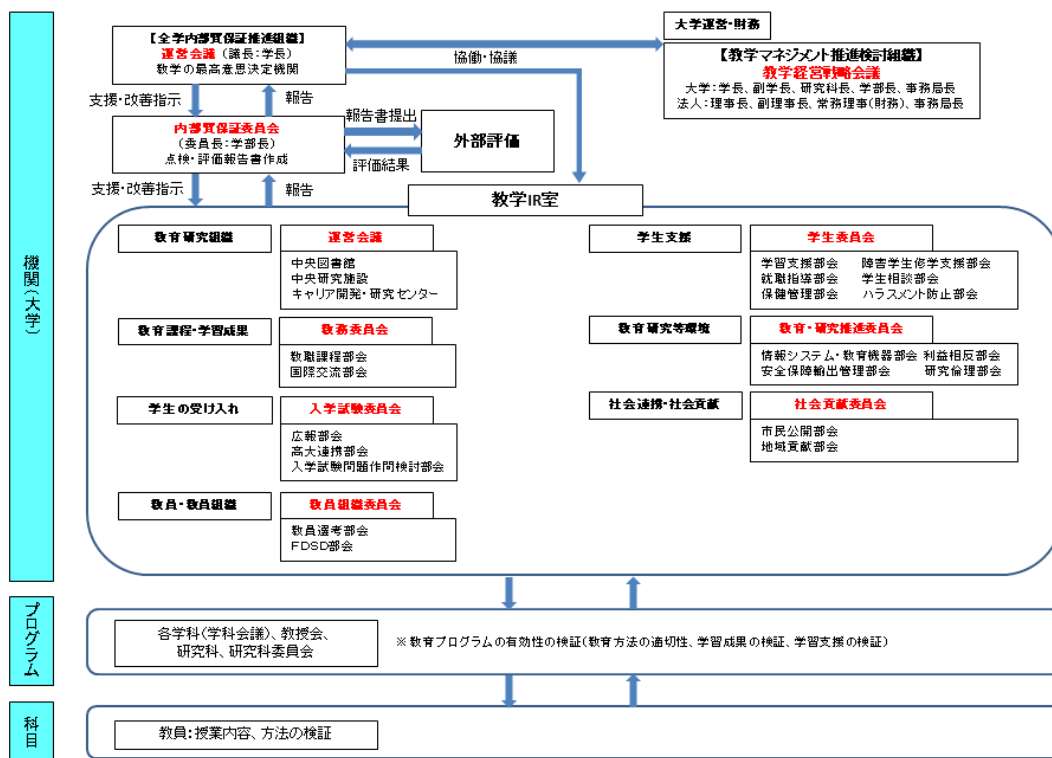 機関(大学)
【全学内部質保証推進組織】
運営会議(議長:学長)
教学の最高意思決定機関
協働・協議
大学運営・財務
【教学マネジメント推進検討組織】
教学経営戦略会議
大学:学長、副学長、研究科長、学部長、事務局長
法人:理事長、副理事長、常務理事(財務)、事務局長
支援・改善指示
報告
内部質保証委員会
(委員長:学部長)
点検・評価報告書作成
報告書提出
評価結果
外部評価
支援・改善指示
報告
教学IR室
教育研究組織
運営会議
中央図書館
中央研究施設
キャリア開発・研究センター
学生支援
学生委員会
学習支援部会 障害学生修学支援部会
就職指導部会 学生相談部会
保健管理部会 ハラスメント防止部会
教育課程・学習成果
教務委員会
教職課程部会
国際交流部会
教育研究等環境
教育・研究推進委員会
情報システム・教育機器部会 利益相反部会
安全保障輸出管理部会 研究倫理部会
学生の受け入れ
入学試験委員会
広報部会
高大連携部会
入学試験問題作問検討部会
社会連携・社会貢献
社会貢献委員会
市民公開部会
地域貢献部会
教員・教員組織
教員組織委員会
教員選考部会
FDSD部会
プログラム
各学科(学科会議)、教授会、
研究科、研究科委員会
※教育プログラムの有効性の検証(教育方法の適切性、学習成果の検証、学習支援の検証)
科目
教員:授業内容、方法の検証